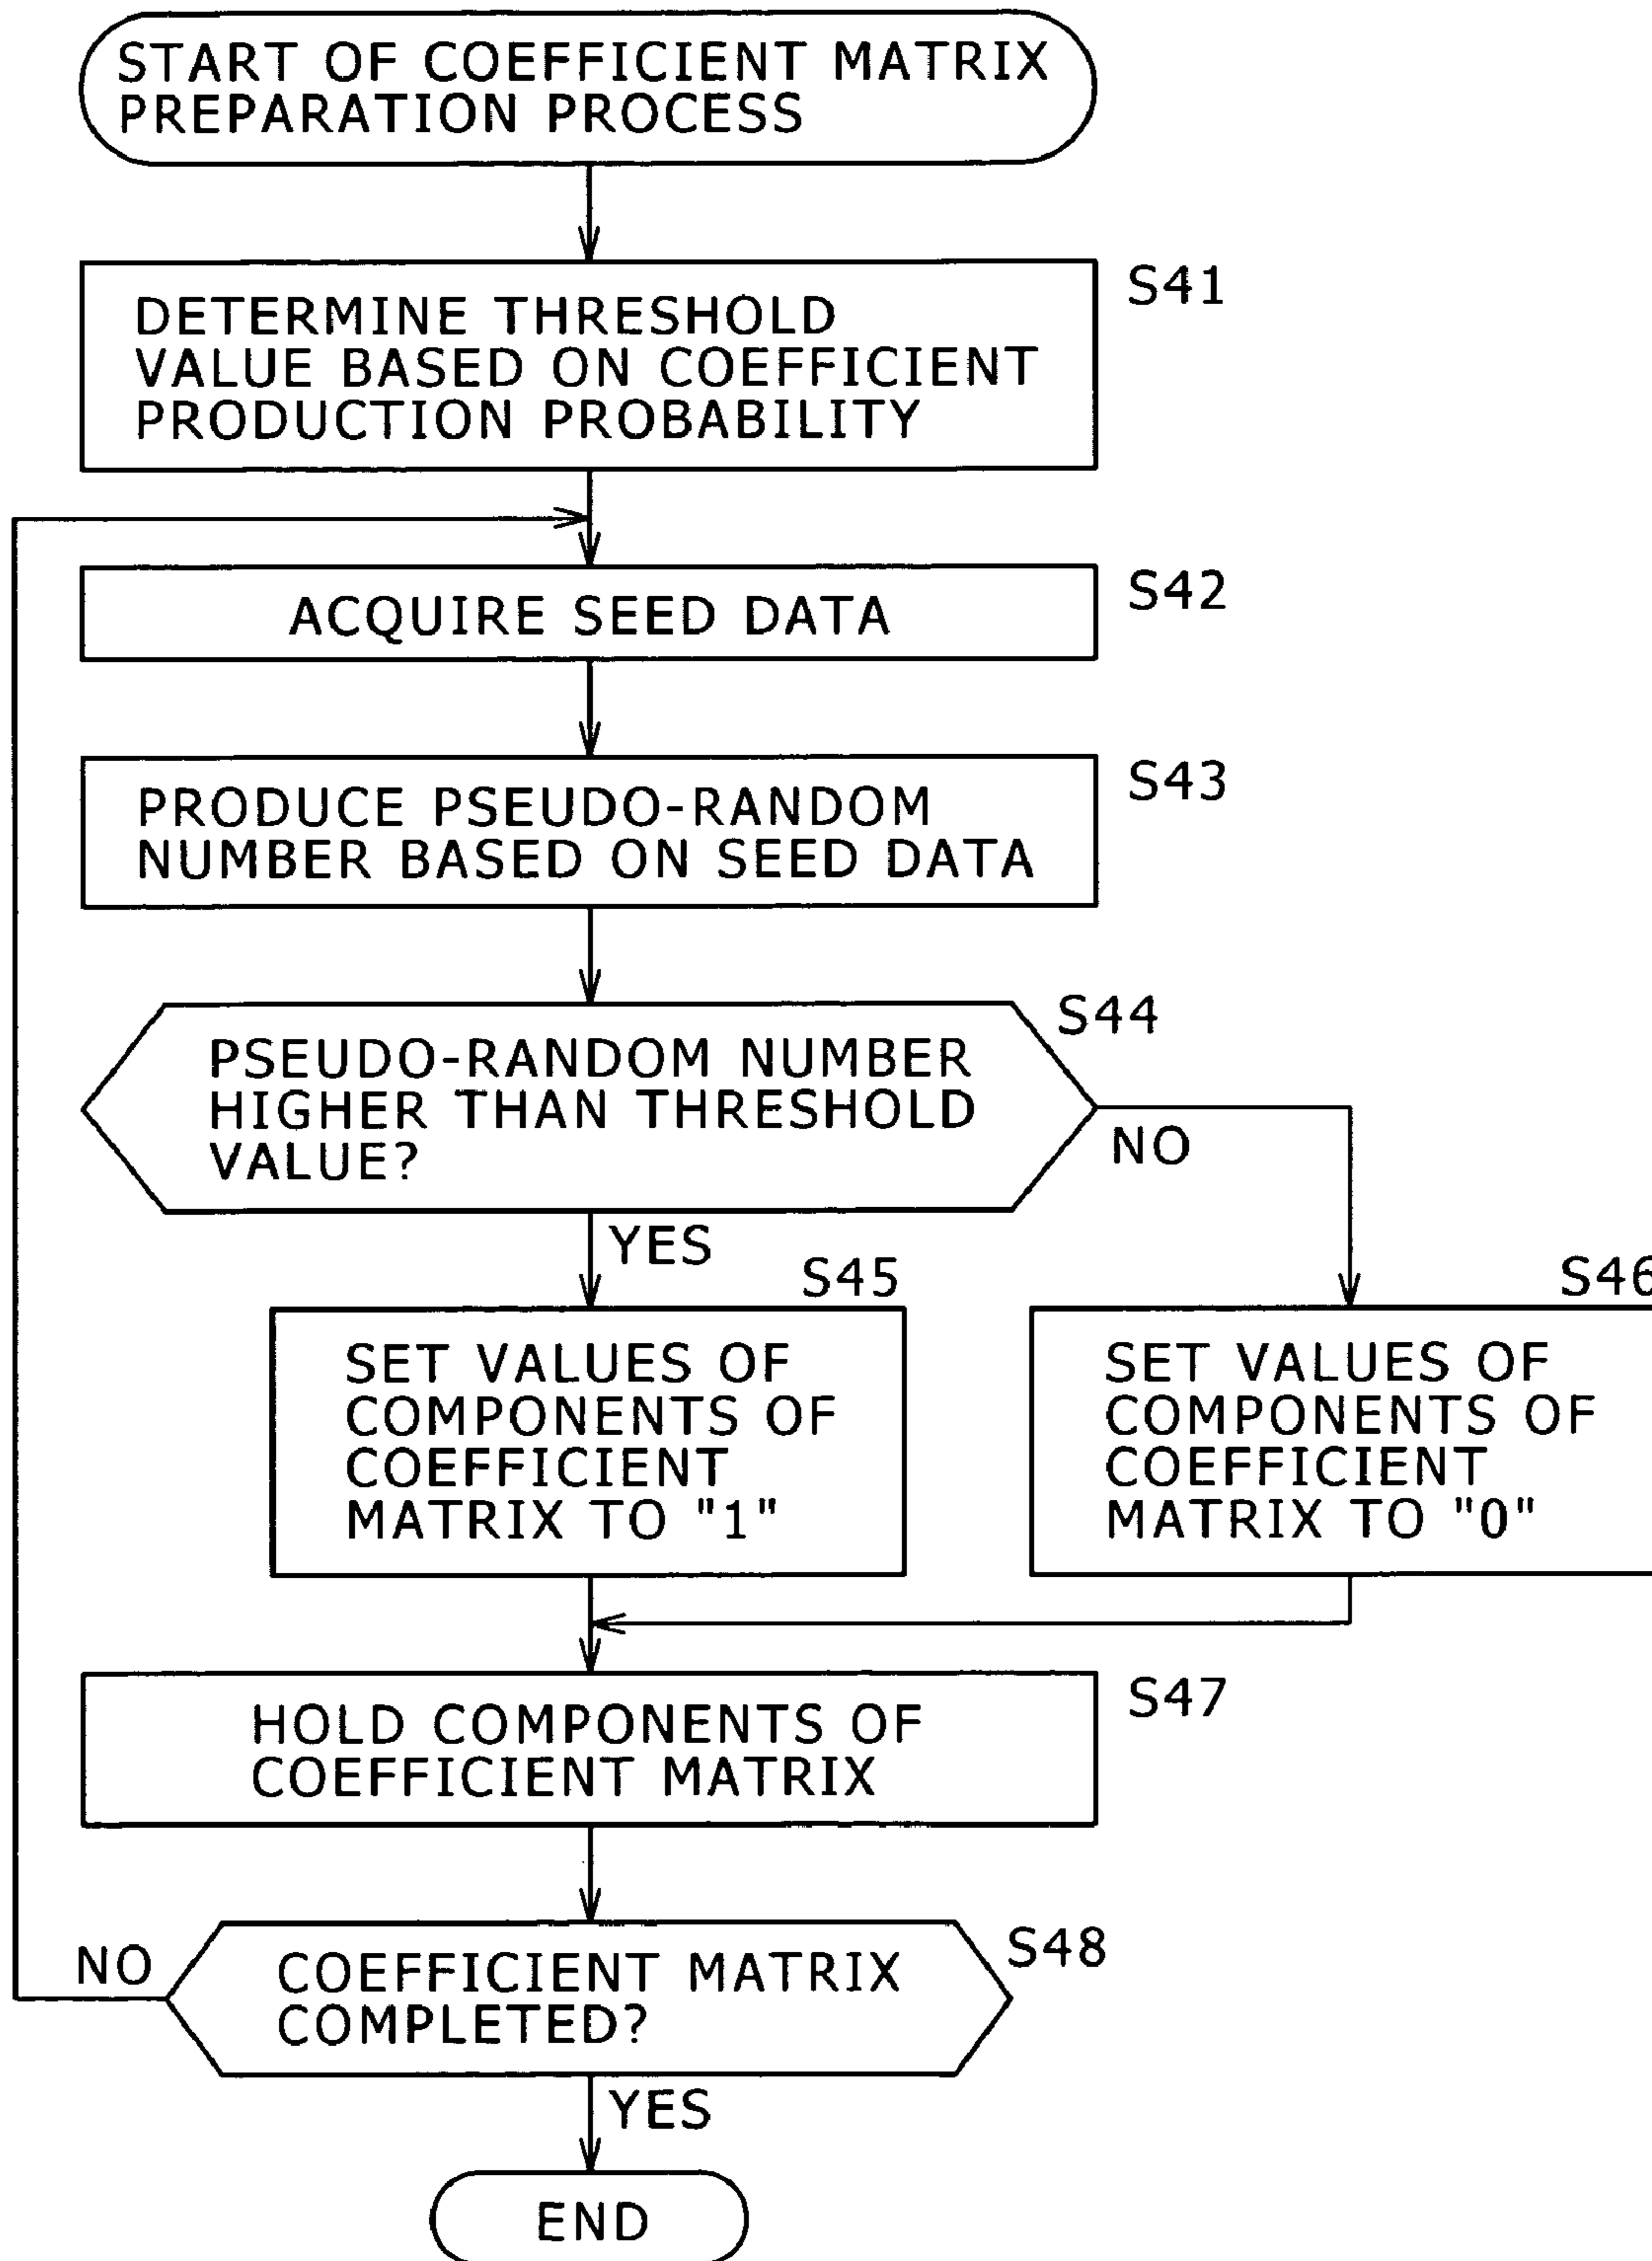 START OF COEFFICIENT MATRIX
PREPARATION PROCESS
S41
DETERMINE THRESHOLD
VALUE BASED ON COEFFICIENT
PRODUCTION PROBABILITY
S42
ACQUIRE SEED DATA
S43
PRODUCE PSEUDO-RANDOM
NUMBER BASED ON SEED DATA
S44
PSEUDO-RANDOM NUMBER
HIGHER THAN THRESHOLD
VALUE?
NO
YES
S45
SET VALUES OF
COMPONENTS OF
COEFFICIENT
MATRIX TO "1"
S46
SET VALUES OF
COMPONENTS OF
COEFFICIENT
MATRIX TO "0"
S47
HOLD COMPONENTS OF
COEFFICIENT MATRIX
S48
NO
COEFFICIENT MATRIX
COMPLETED?
YES
END